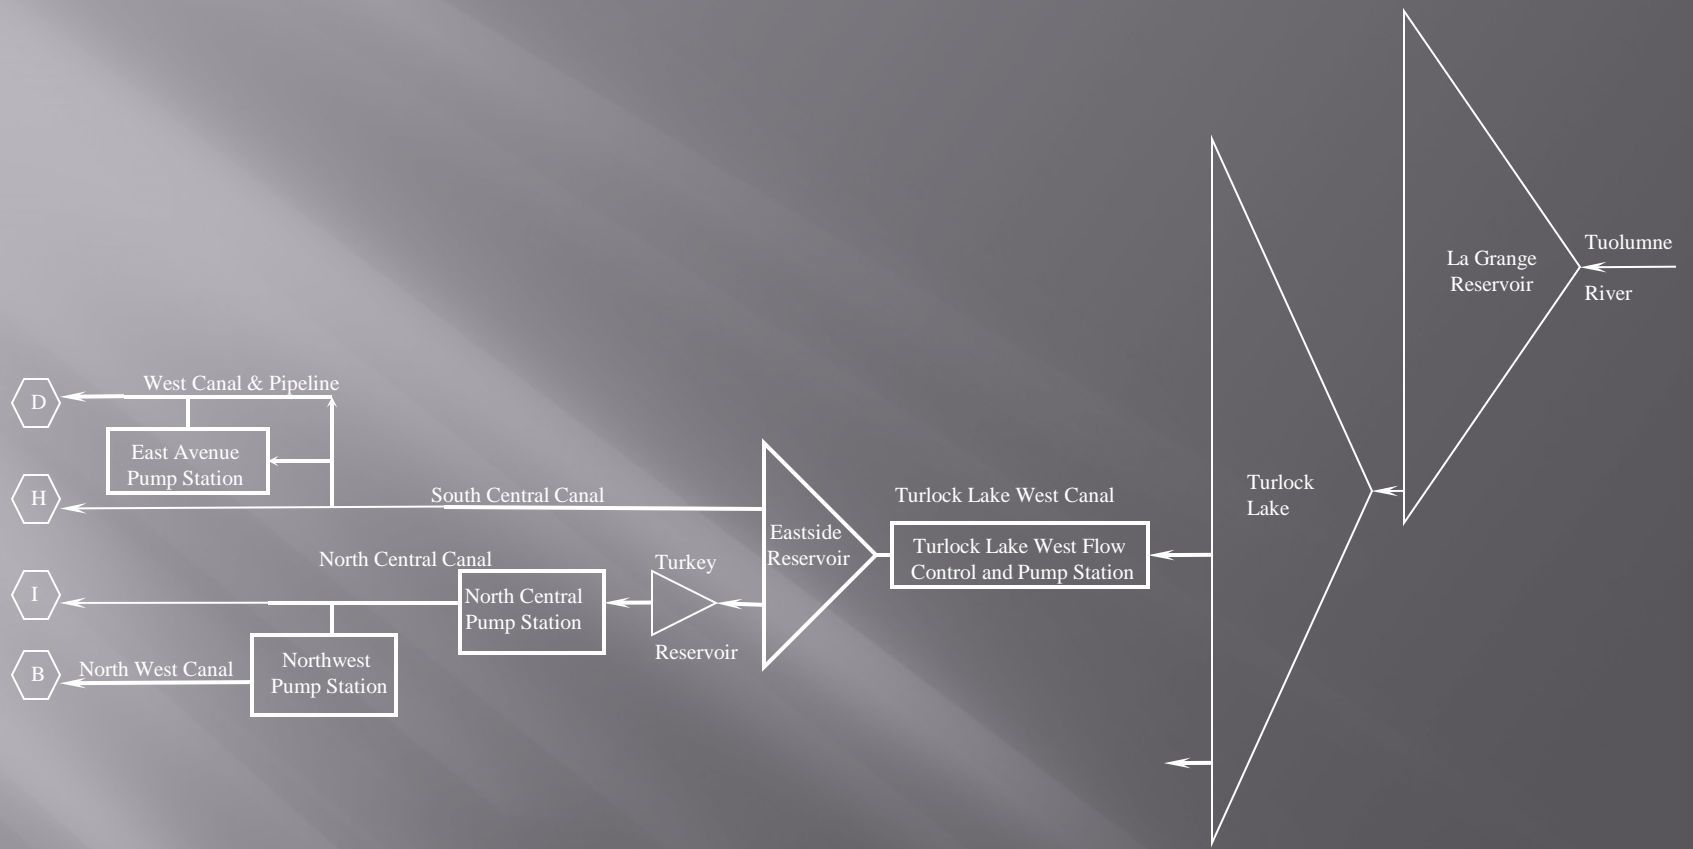 Tuolumne
La Grange
Reservoir
River
West Canal & Pipeline
D
East Avenue
Pump Station
H
South Central Canal
Turlock Lake West Canal
Turlock
Lake
Eastside
Reservoir
Turlock Lake West Flow
Control and Pump Station
North Central Canal
Turkey
I
North Central
Pump Station
Reservoir
B
North West Canal
Northwest
Pump Station